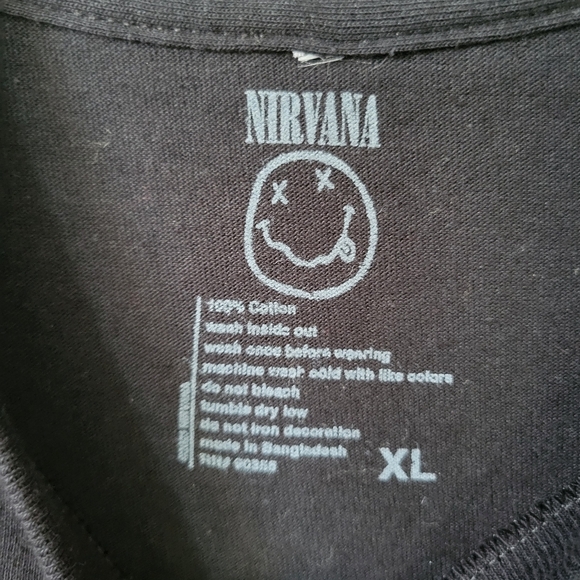 NIRVANA
100% Cotton
wash inside out
wash once before wearing
machine wash cold with like colors
do not bleach
tumble dry low
do not iron decoration
made in Bangladesh
XL